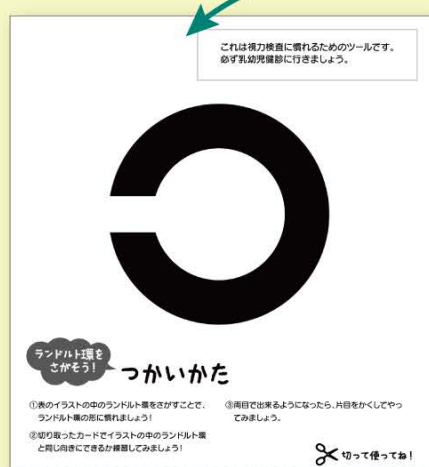 これは視力検査に慣れるためのツールです。
必ず乳幼児健診に行きましょう。
ランドルト環を
さがそう!
つかいかた
①表のイラストの中のランドルト環をさがすことで、
ランドルト環の形に慣れましょう!
②切り取ったカードでイラストの中のランドルト環
と同じ向きにできるか練習してみましょう!
③両目で出来るようになったら、片目をかくしてやっ
てみましょう。
切って使ってね!